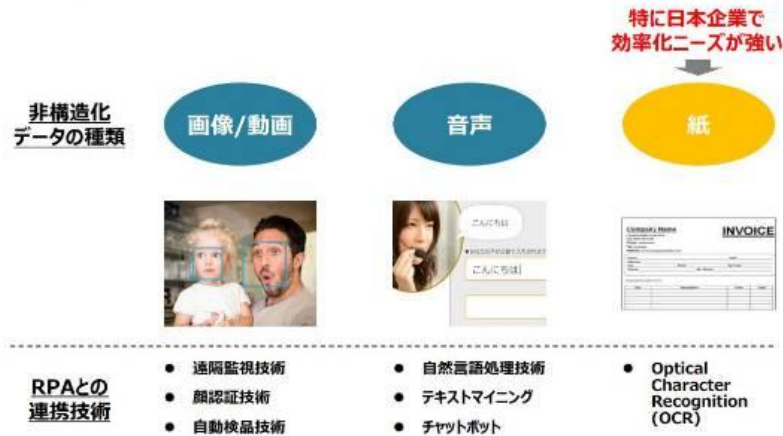 特に日本企業で
効率化ニーズが強い
非構造化
データの種類
画像/動画
音声
紙
こんにちは
こんにちは
Company Name
INVOICE
RPAとの
連携技術
● 遠隔監視技術
● 顔認証技術
● 自動検品技術
● 自然言語処理技術
● テキストマイニング
● チャットボット
● Optical
Character
Recognition
(OCR)